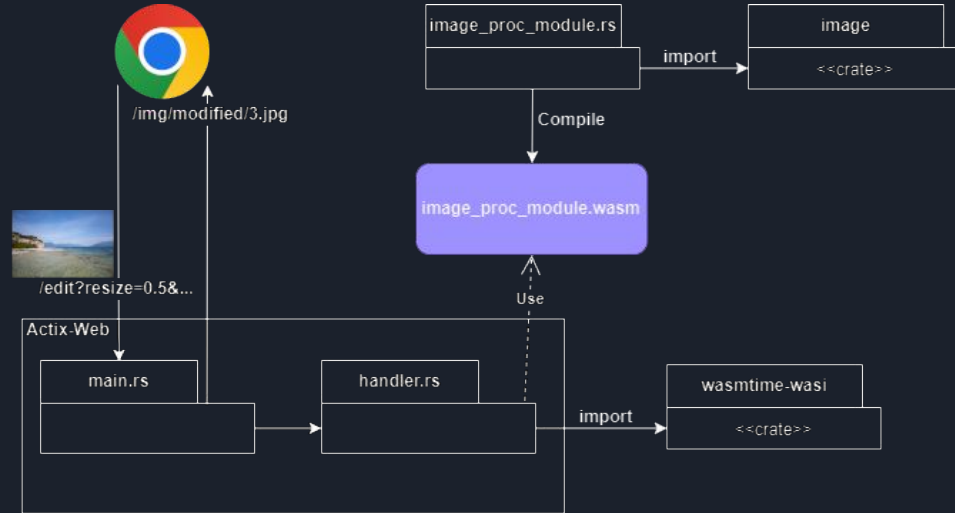 image_proc_module.rs
image
import
<<crate>>
/img/modified/3.jpg
Compile
image_proc_module.wasm
/edit?resize=0.5&...
Use
Actix-Web
main.rs
handler.rs
wasmtime-wasi
import
<<crate>>